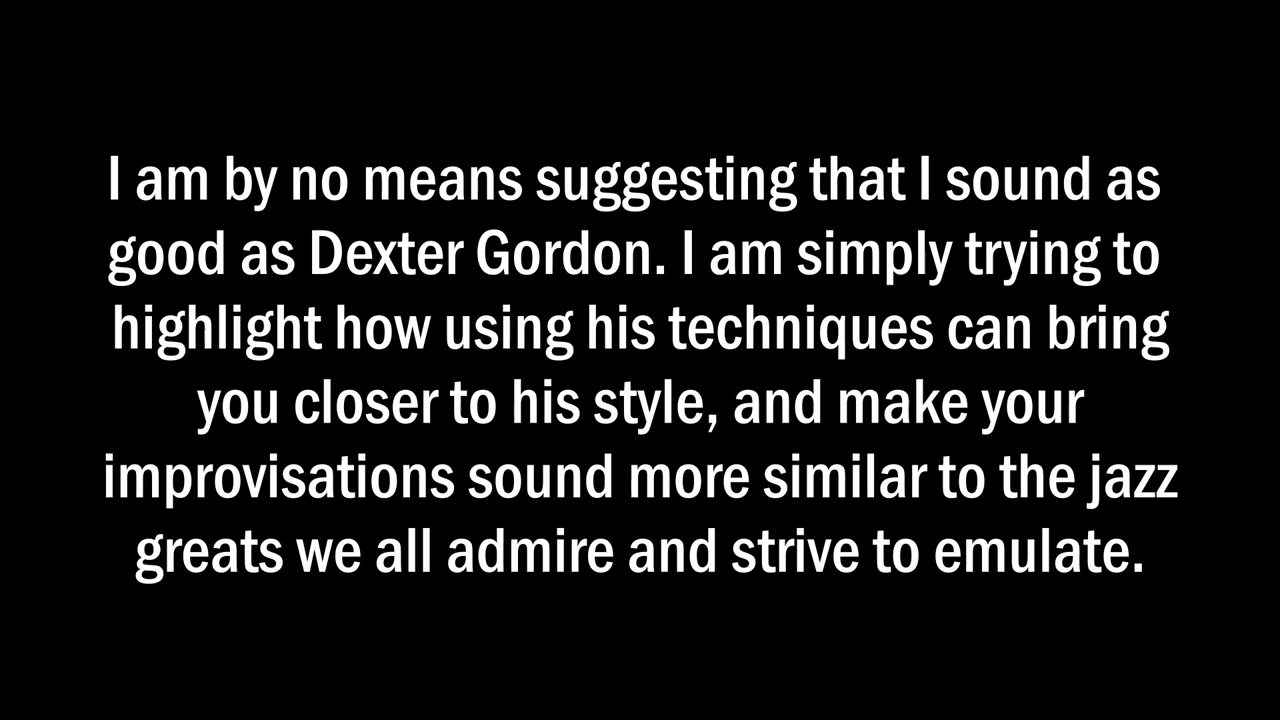 I am by no means suggesting that I sound as
good as Dexter Gordon. I am simply trying to
highlight how using his techniques can bring
you closer to his style, and make your
improvisations sound more similar to the jazz
greats we all admire and strive to emulate.